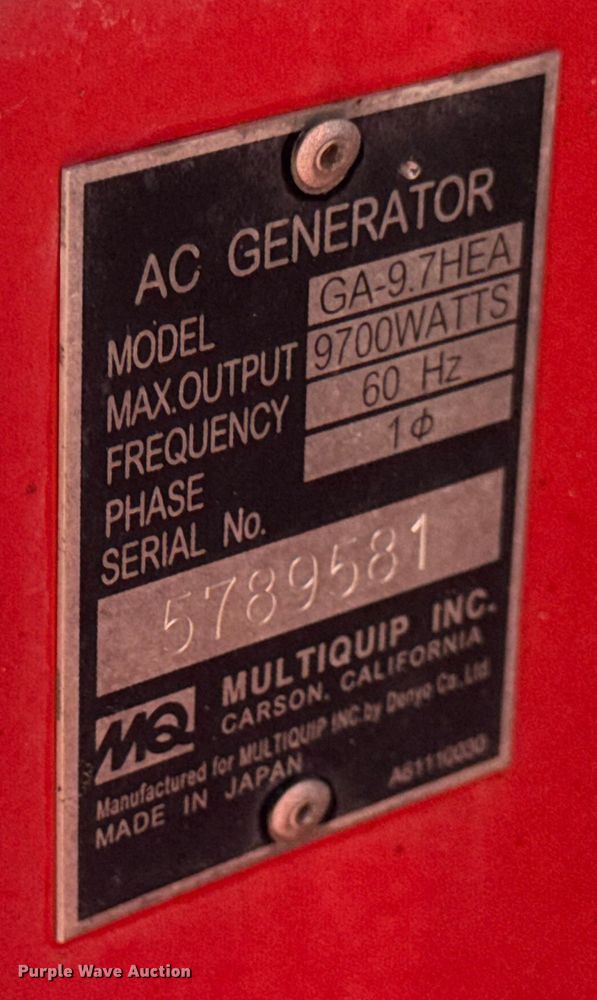 AC GENERATOR
MODEL GA-9.7HEA
MAX.OUTPUT 9700WATTS
FREQUENCY 60 Hz
PHASE 1Φ
SERIAL No.
5789581
MQ MULTIQUIP INC.
CARSON, CALIFORNIA
Manufactured for MULTIQUIP INC.by Denyo Co.,Ltd
MADE IN JAPAN
A61110030
Purple Wave Auction